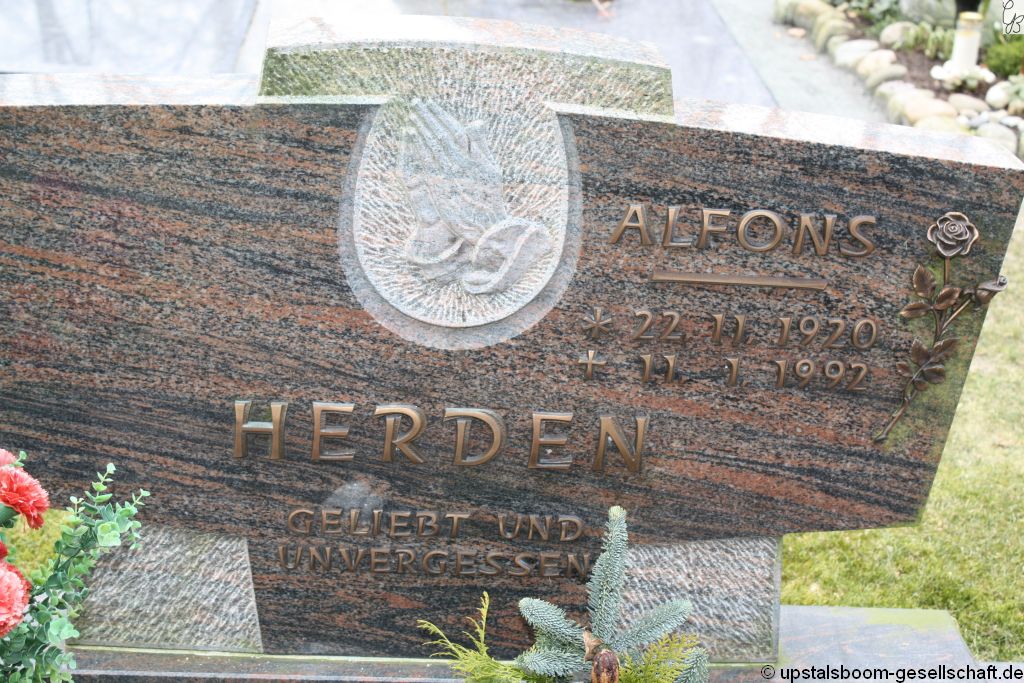 ALFONS
* 22. 11. 1920
† 11. 1. 1992
HERDEN
GELIEBT UND
UNVERGESSEN
© upstalsboom-gesellschaft.de